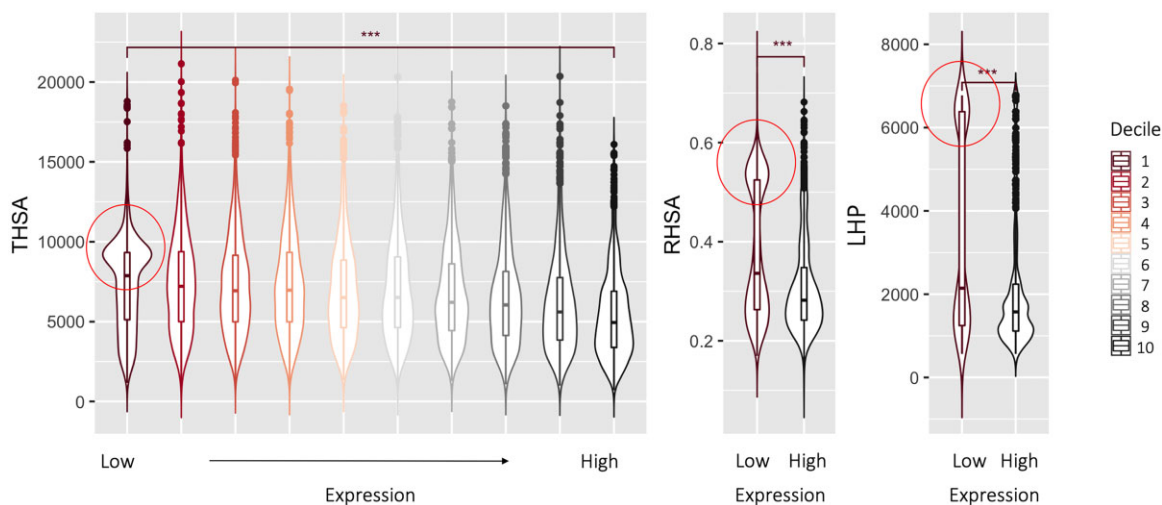 THSA
20000
15000
10000
5000
0
***
Low
High
Expression
RHSA
0.8
0.6
0.4
0.2
***
Low High
Expression
LHP
8000
6000
4000
2000
0
***
Low High
Expression
Decile
1
2
3
4
5
6
7
8
9
10